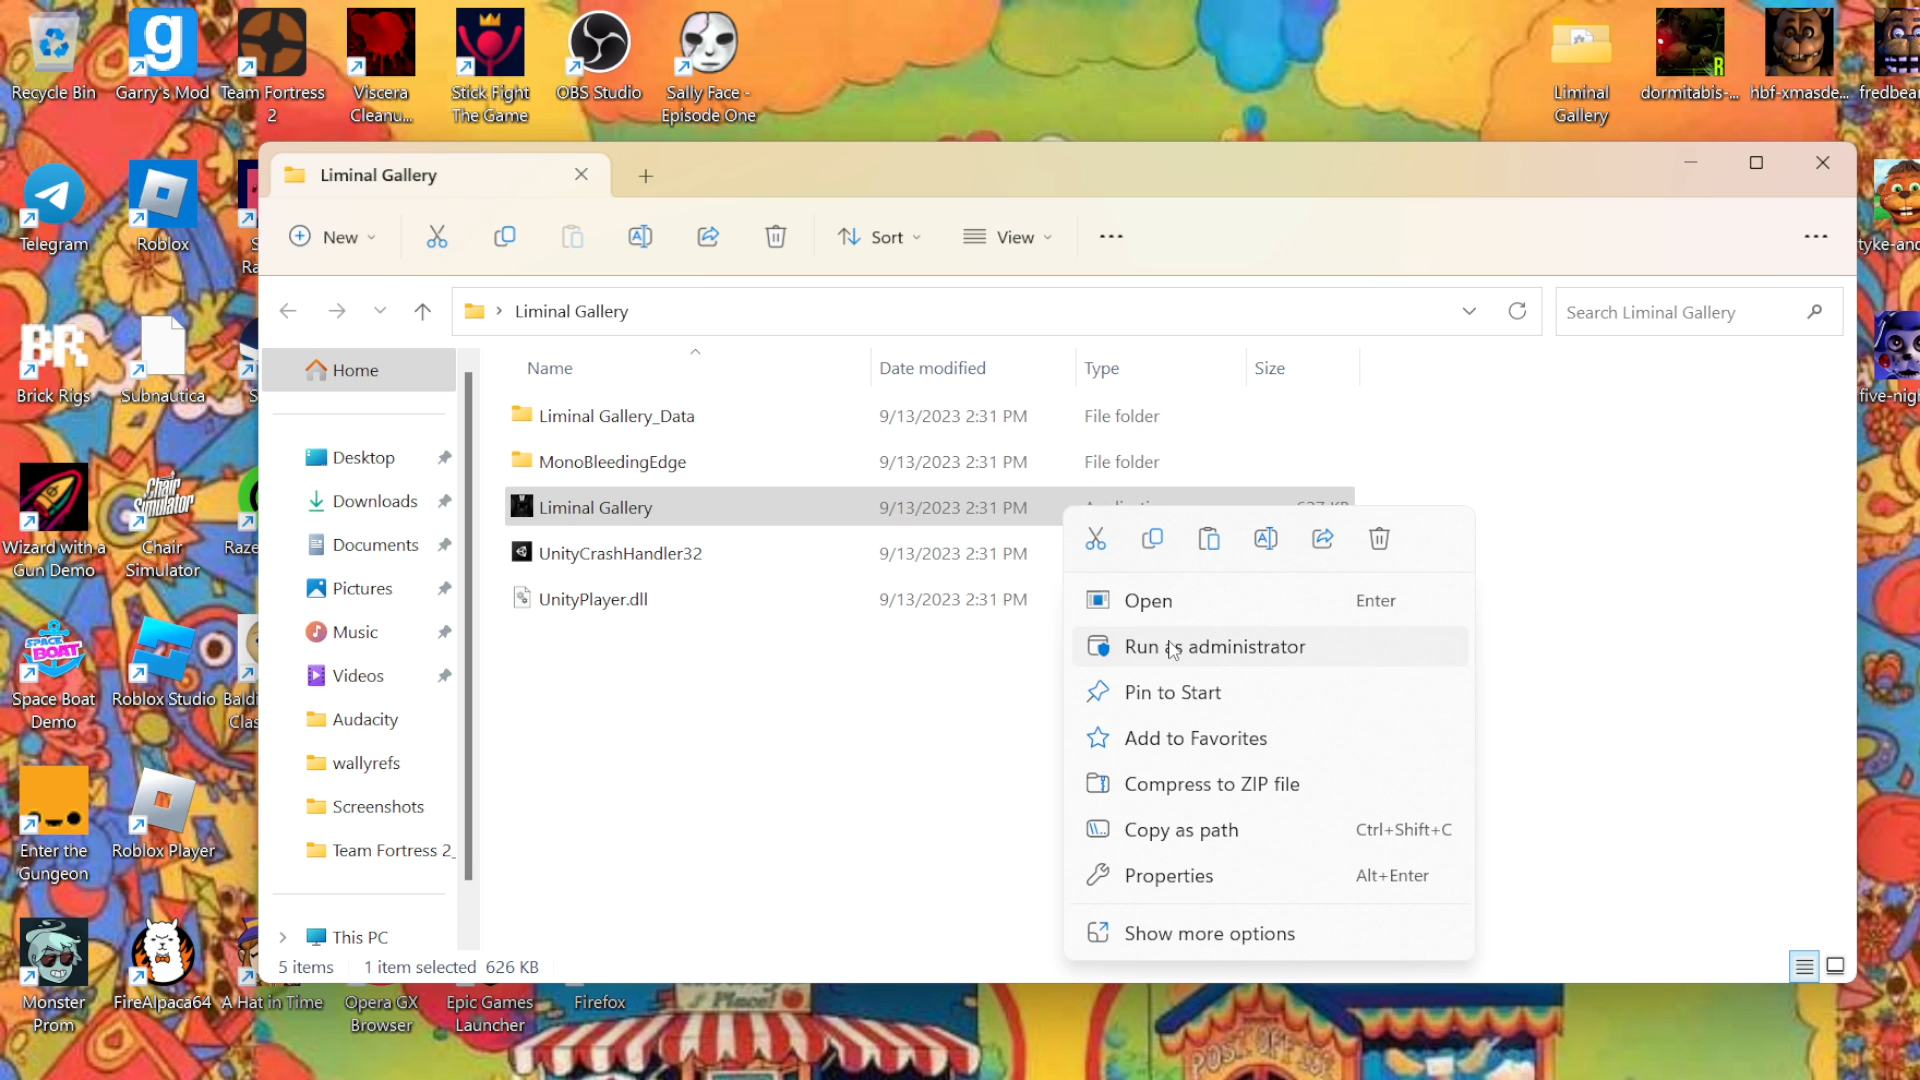 Recycle Bin
Garry's Mod
Team Fortress
2
Viscera
Cleanu...
Stick Fight
The Game
OBS Studio
Sally Face -
Episode One
Liminal
Gallery
dormitabis-...
hbf-xmasde...
fredbear
Telegram
Roblox
Brick Rigs
Subnautica
Wizard with a
Gun Demo
Chair
Simulator
Raze
Space Boat
Demo
Roblox Studio
Baldi
Clas
Enter the
Gungeon
Roblox Player
Monster
Prom
FireAlpaca64
A Hat in Time
Opera GX
Browser
Epic Games
Launcher
Firefox
tyke-and
five-nigh
Liminal Gallery
New
Sort
View
Liminal Gallery
Search Liminal Gallery
Home
Desktop
Downloads
Documents
Pictures
Music
Videos
Audacity
wallyrefs
Screenshots
Team Fortress 2_
This PC
Name Date modified Type Size
Liminal Gallery_Data 9/13/2023 2:31 PM File folder
MonoBleedingEdge 9/13/2023 2:31 PM File folder
Liminal Gallery 9/13/2023 2:31 PM
UnityCrashHandler32 9/13/2023 2:31 PM
UnityPlayer.dll 9/13/2023 2:31 PM
Open Enter
Run as administrator
Pin to Start
Add to Favorites
Compress to ZIP file
Copy as path Ctrl+Shift+C
Properties Alt+Enter
Show more options
5 items 1 item selected 626 KB
Place!
POST OFFICE